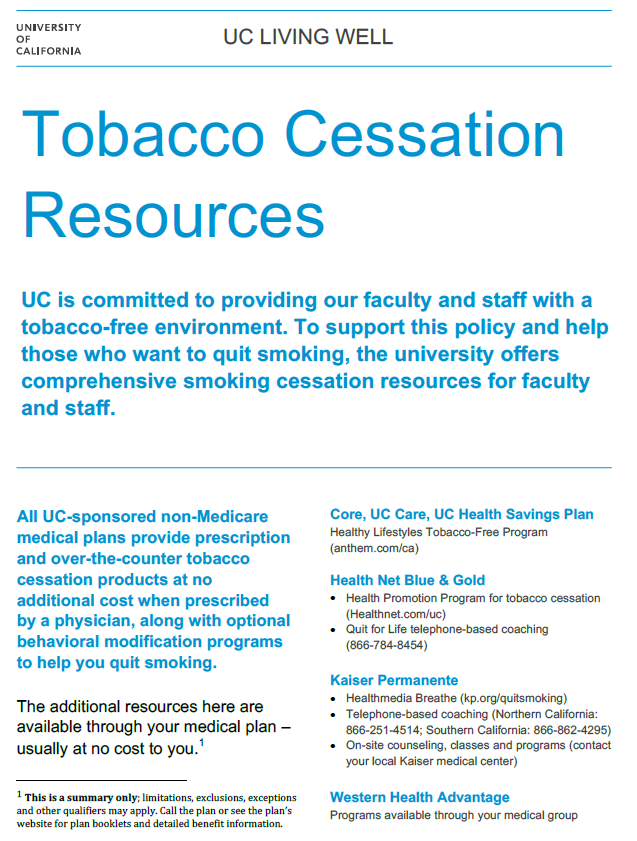 UNIVERSITY
OF
CALIFORNIA
UC LIVING WELL
Tobacco Cessation
Resources
UC is committed to providing our faculty and staff with a
tobacco-free environment. To support this policy and help
those who want to quit smoking, the university offers
comprehensive smoking cessation resources for faculty
and staff.
All UC-sponsored non-Medicare
medical plans provide prescription
and over-the-counter tobacco
cessation products at no
additional cost when prescribed
by a physician, along with optional
behavioral modification programs
to help you quit smoking.
The additional resources here are
available through your medical plan –
usually at no cost to you.1
1 This is a summary only; limitations, exclusions, exceptions
and other qualifiers may apply. Call the plan or see the plan's
website for plan booklets and detailed benefit information.
Core, UC Care, UC Health Savings Plan
Healthy Lifestyles Tobacco-Free Program
(anthem.com/ca)
Health Net Blue & Gold
• Health Promotion Program for tobacco cessation
(Healthnet.com/uc)
• Quit for Life telephone-based coaching
(866-784-8454)
Kaiser Permanente
• Healthmedia Breathe (kp.org/quitsmoking)
• Telephone-based coaching (Northern California:
866-251-4514; Southern California: 866-862-4295)
• On-site counseling, classes and programs (contact
your local Kaiser medical center)
Western Health Advantage
Programs available through your medical group